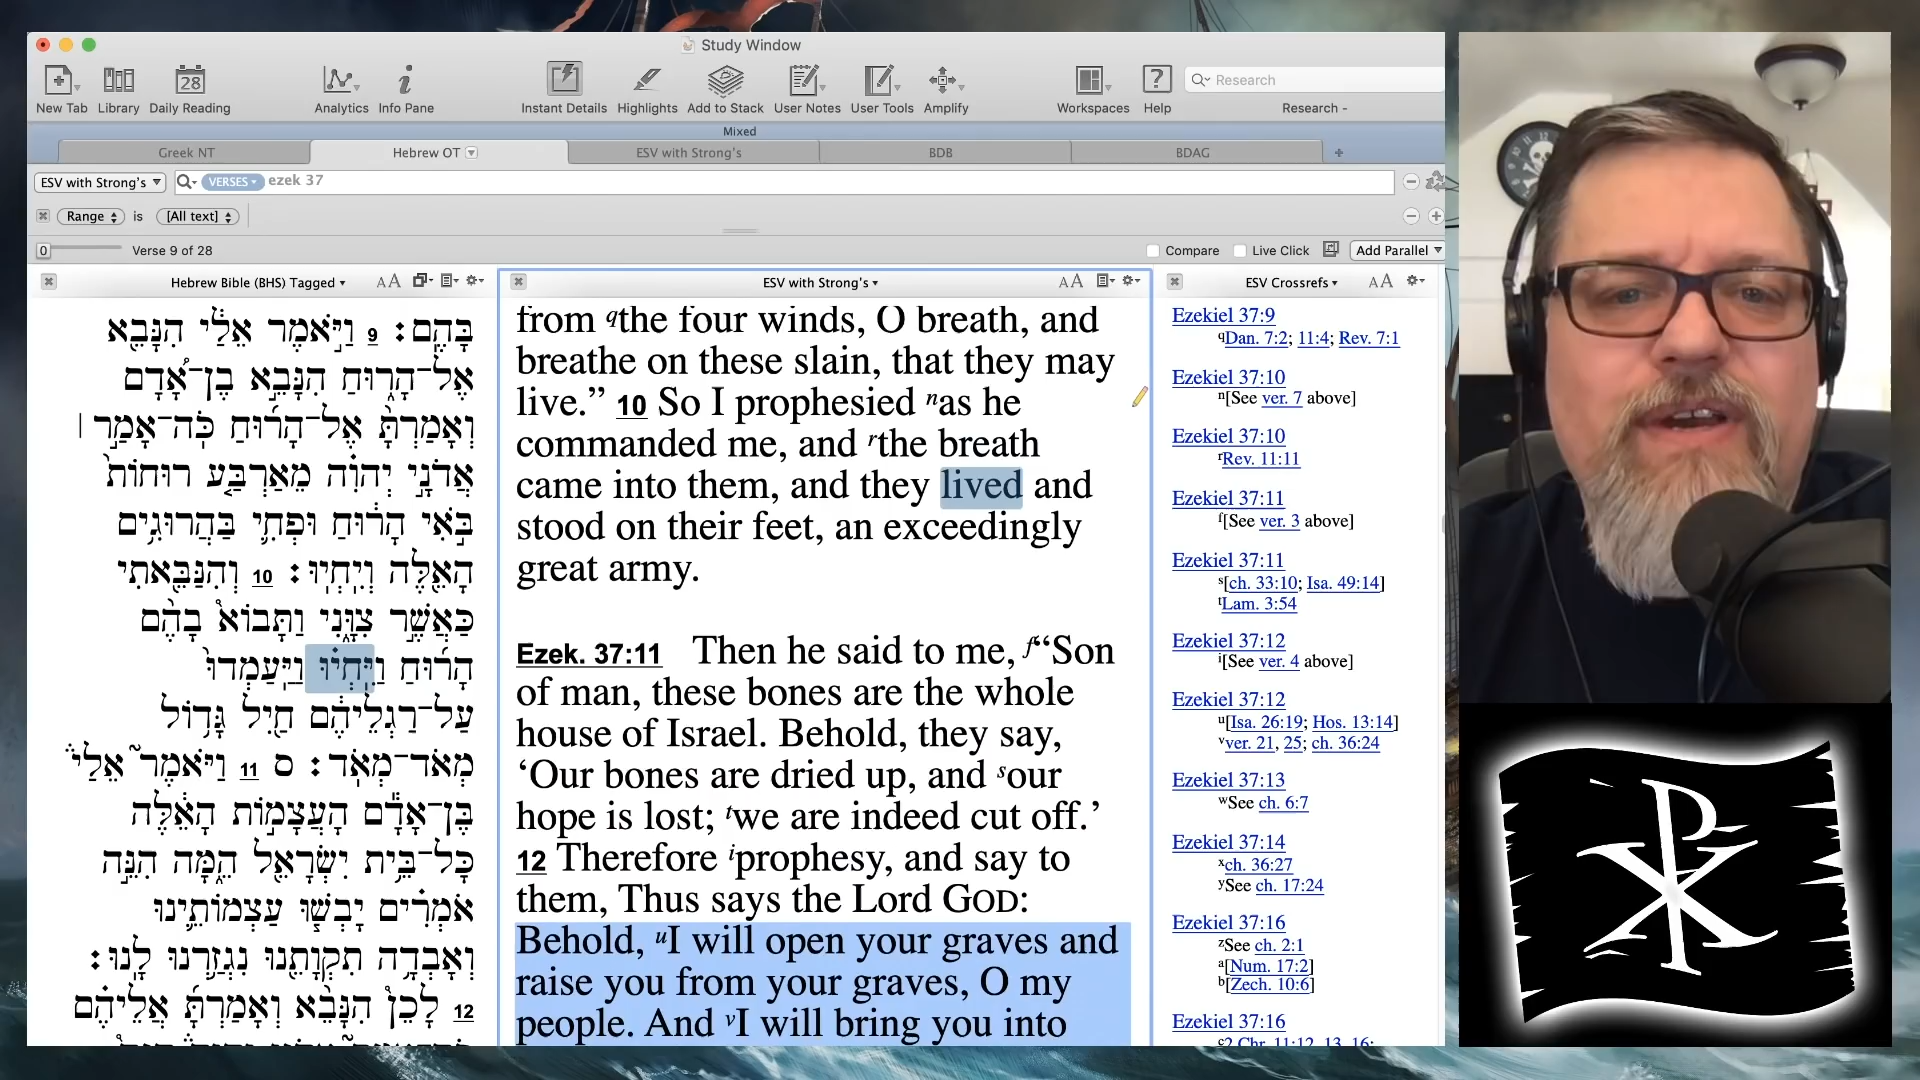 Study Window
New Tab
Library
28
Daily Reading
Analytics
Info Pane
Instant Details
Highlights
Add to Stack
User Notes
User Tools
Amplify
Workspaces
Help
Research
Research -
Mixed
Greek NT
Hebrew OT
ESV with Strong's
BDB
BDAG
+
ESV with Strong's
VERSES
ezek 37
Range
is
[All text]
0
Verse 9 of 28
Compare
Live Click
Add Parallel
Hebrew Bible (BHS) Tagged
בָּהֶם׃ 9 וַיֹּאמֶר אֵלַי הִנָּבֵא
אֶל־הָרוּחַ הִנָּבֵא בֶן־אָדָם
וְאָמַרְתָּ אֶל־הָרוּחַ כֹּה־אָמַר ׀
אֲדֹנָי יְהוִה מֵאַרְבַּע רוּחוֹת
בֹּאִי הָרוּחַ וּפְחִי בַּהֲרוּגִים
הָאֵלֶּה וְיִחְיוּ׃ 10 וְהִנַּבֵּאתִי
כַּאֲשֶׁר צִוָּנִי וַתָּבוֹא בָהֶם
הָרוּחַ וַיִּחְיוּ וַיַּעַמְדוּ
עַל־רַגְלֵיהֶם חַיִל גָּדוֹל
מְאֹד־מְאֹד׃ ס 11 וַיֹּאמֶר אֵלַי
בֶּן־אָדָם הָעֲצָמוֹת הָאֵלֶּה
כָּל־בֵּית יִשְׂרָאֵל הֵמָּה הִנֵּה
אֹמְרִים יָבְשׁוּ עַצְמוֹתֵינוּ
וְאָבְדָה תִקְוָתֵנוּ נִגְזַרְנוּ לָנוּ׃
12 לָכֵן הִנָּבֵא וְאָמַרְתָּ אֲלֵיהֶם
ESV with Strong's
from qthe four winds, O breath, and
breathe on these slain, that they may
live.” 10 So I prophesied nas he
commanded me, and rthe breath
came into them, and they lived and
stood on their feet, an exceedingly
great army.
Ezek. 37:11 Then he said to me, f“Son
of man, these bones are the whole
house of Israel. Behold, they say,
‘Our bones are dried up, and sour
hope is lost; twe are indeed cut off.’
12 Therefore iprophesy, and say to
them, Thus says the Lord GOD:
Behold, uI will open your graves and
raise you from your graves, O my
people. And vI will bring you into
ESV Crossrefs
Ezekiel 37:9
qDan. 7:2; 11:4; Rev. 7:1
Ezekiel 37:10
n[See ver. 7 above]
Ezekiel 37:10
rRev. 11:11
Ezekiel 37:11
f[See ver. 3 above]
Ezekiel 37:11
s[ch. 33:10; Isa. 49:14]
tLam. 3:54
Ezekiel 37:12
i[See ver. 4 above]
Ezekiel 37:12
u[Isa. 26:19; Hos. 13:14]
vver. 21, 25; ch. 36:24
Ezekiel 37:13
wSee ch. 6:7
Ezekiel 37:14
xch. 36:27
ySee ch. 17:24
Ezekiel 37:16
zSee ch. 2:1
a[Num. 17:2]
b[Zech. 10:6]
Ezekiel 37:16
c2 Chr. 11:12, 13, 16;